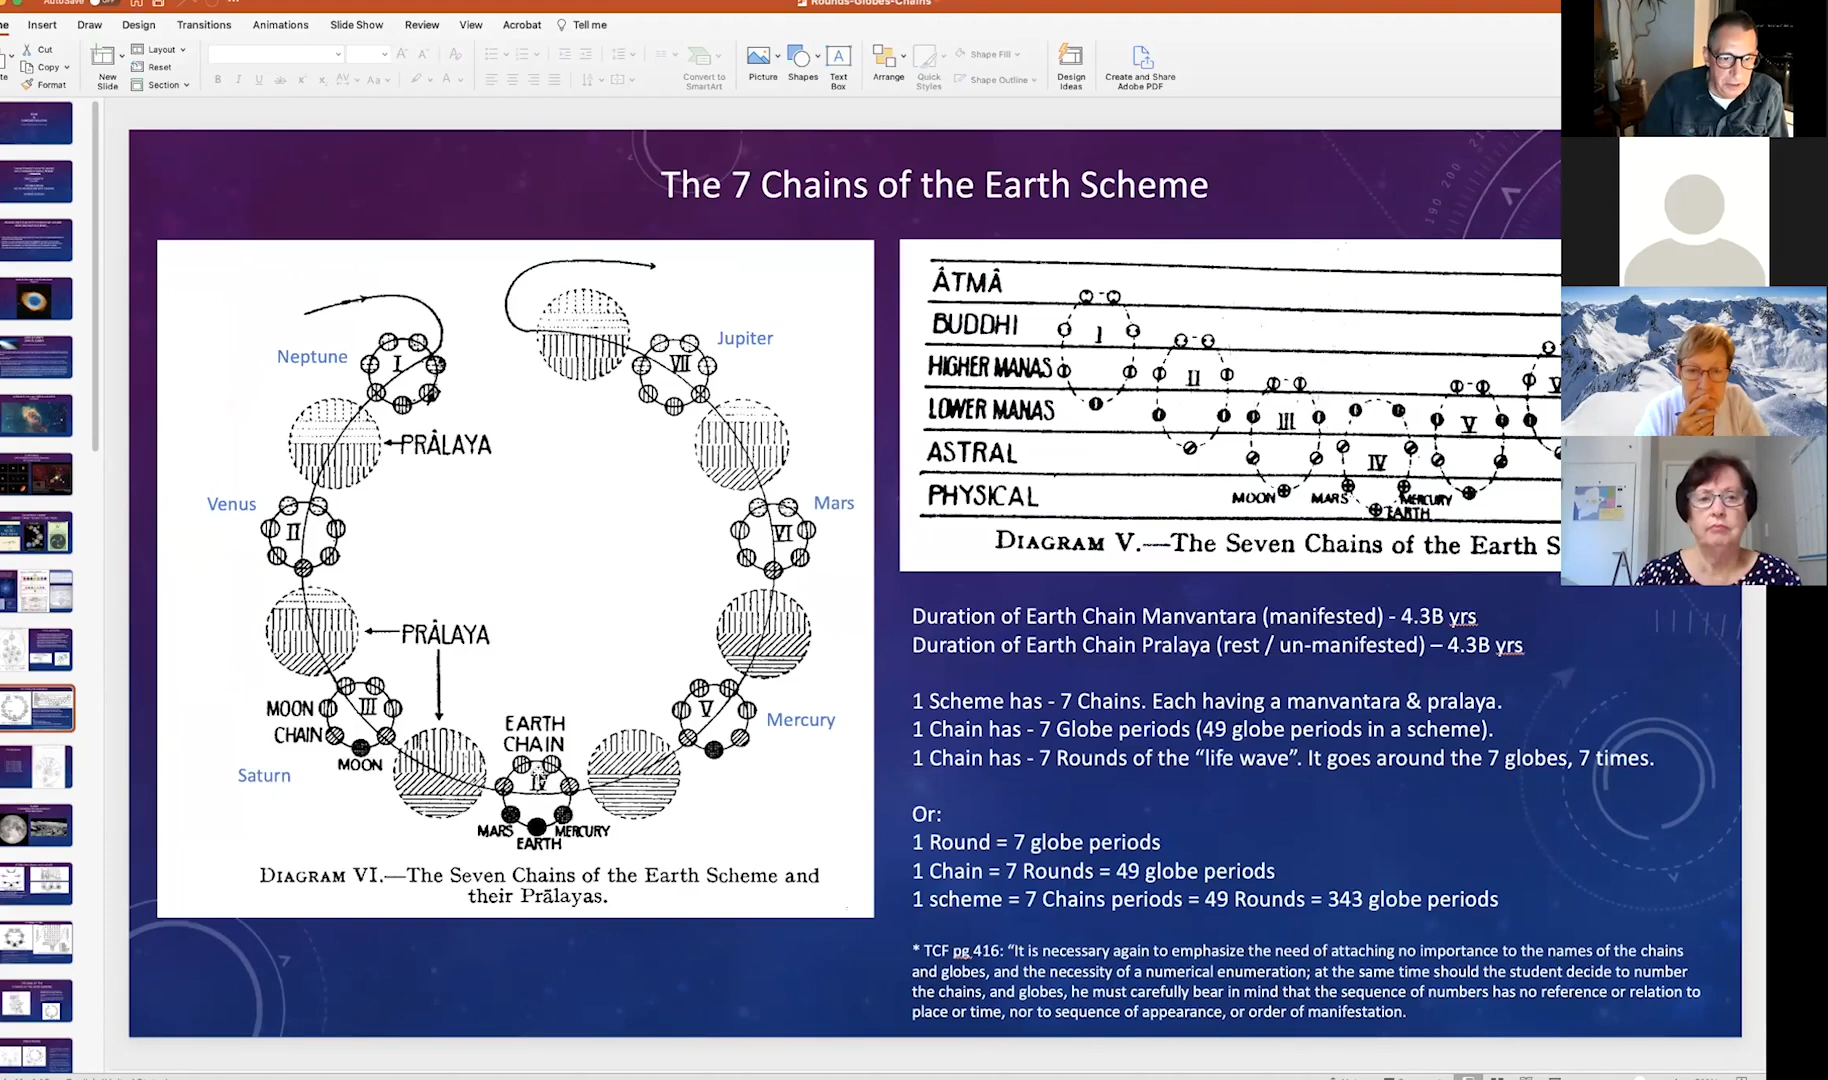 AutoSave
OFF
Rounds-Globes-Chains
Insert
Draw
Design
Transitions
Animations
Slide Show
Review
View
Acrobat
Tell me
Cut
Copy
Format
New
Slide
Layout
Reset
Section
Convert to
SmartArt
Picture
Shapes
Text
Box
Arrange
Quick
Styles
Shape Fill
Shape Outline
Design
Ideas
Create and Share
Adobe PDF
The 7 Chains of the Earth Scheme
190 200 210
Neptune
I
VII
Jupiter
PRÂLAYA
Venus
II
VI
Mars
PRÂLAYA
MOON
CHAIN
III
MOON
Saturn
EARTH
CHAIN
IV
V
Mercury
MARS
MERCURY
EARTH
DIAGRAM VI.—The Seven Chains of the Earth Scheme and
their Prālayas.
ÂTMÂ
BUDDHI
HIGHER MANAS
LOWER MANAS
ASTRAL
PHYSICAL
I
II
III
IV
V
V
MOON
MARS
MERCURY
EARTH
DIAGRAM V.—The Seven Chains of the Earth S
Duration of Earth Chain Manvantara (manifested) - 4.3B yrs
Duration of Earth Chain Pralaya (rest / un-manifested) – 4.3B yrs
1 Scheme has - 7 Chains. Each having a manvantara & pralaya.
1 Chain has - 7 Globe periods (49 globe periods in a scheme).
1 Chain has - 7 Rounds of the “life wave”. It goes around the 7 globes, 7 times.
Or:
1 Round = 7 globe periods
1 Chain = 7 Rounds = 49 globe periods
1 scheme = 7 Chains periods = 49 Rounds = 343 globe periods
* TCF pg 416: “It is necessary again to emphasize the need of attaching no importance to the names of the chains
and globes, and the necessity of a numerical enumeration; at the same time should the student decide to number
the chains, and globes, he must carefully bear in mind that the sequence of numbers has no reference or relation to
place or time, nor to sequence of appearance, or order of manifestation.